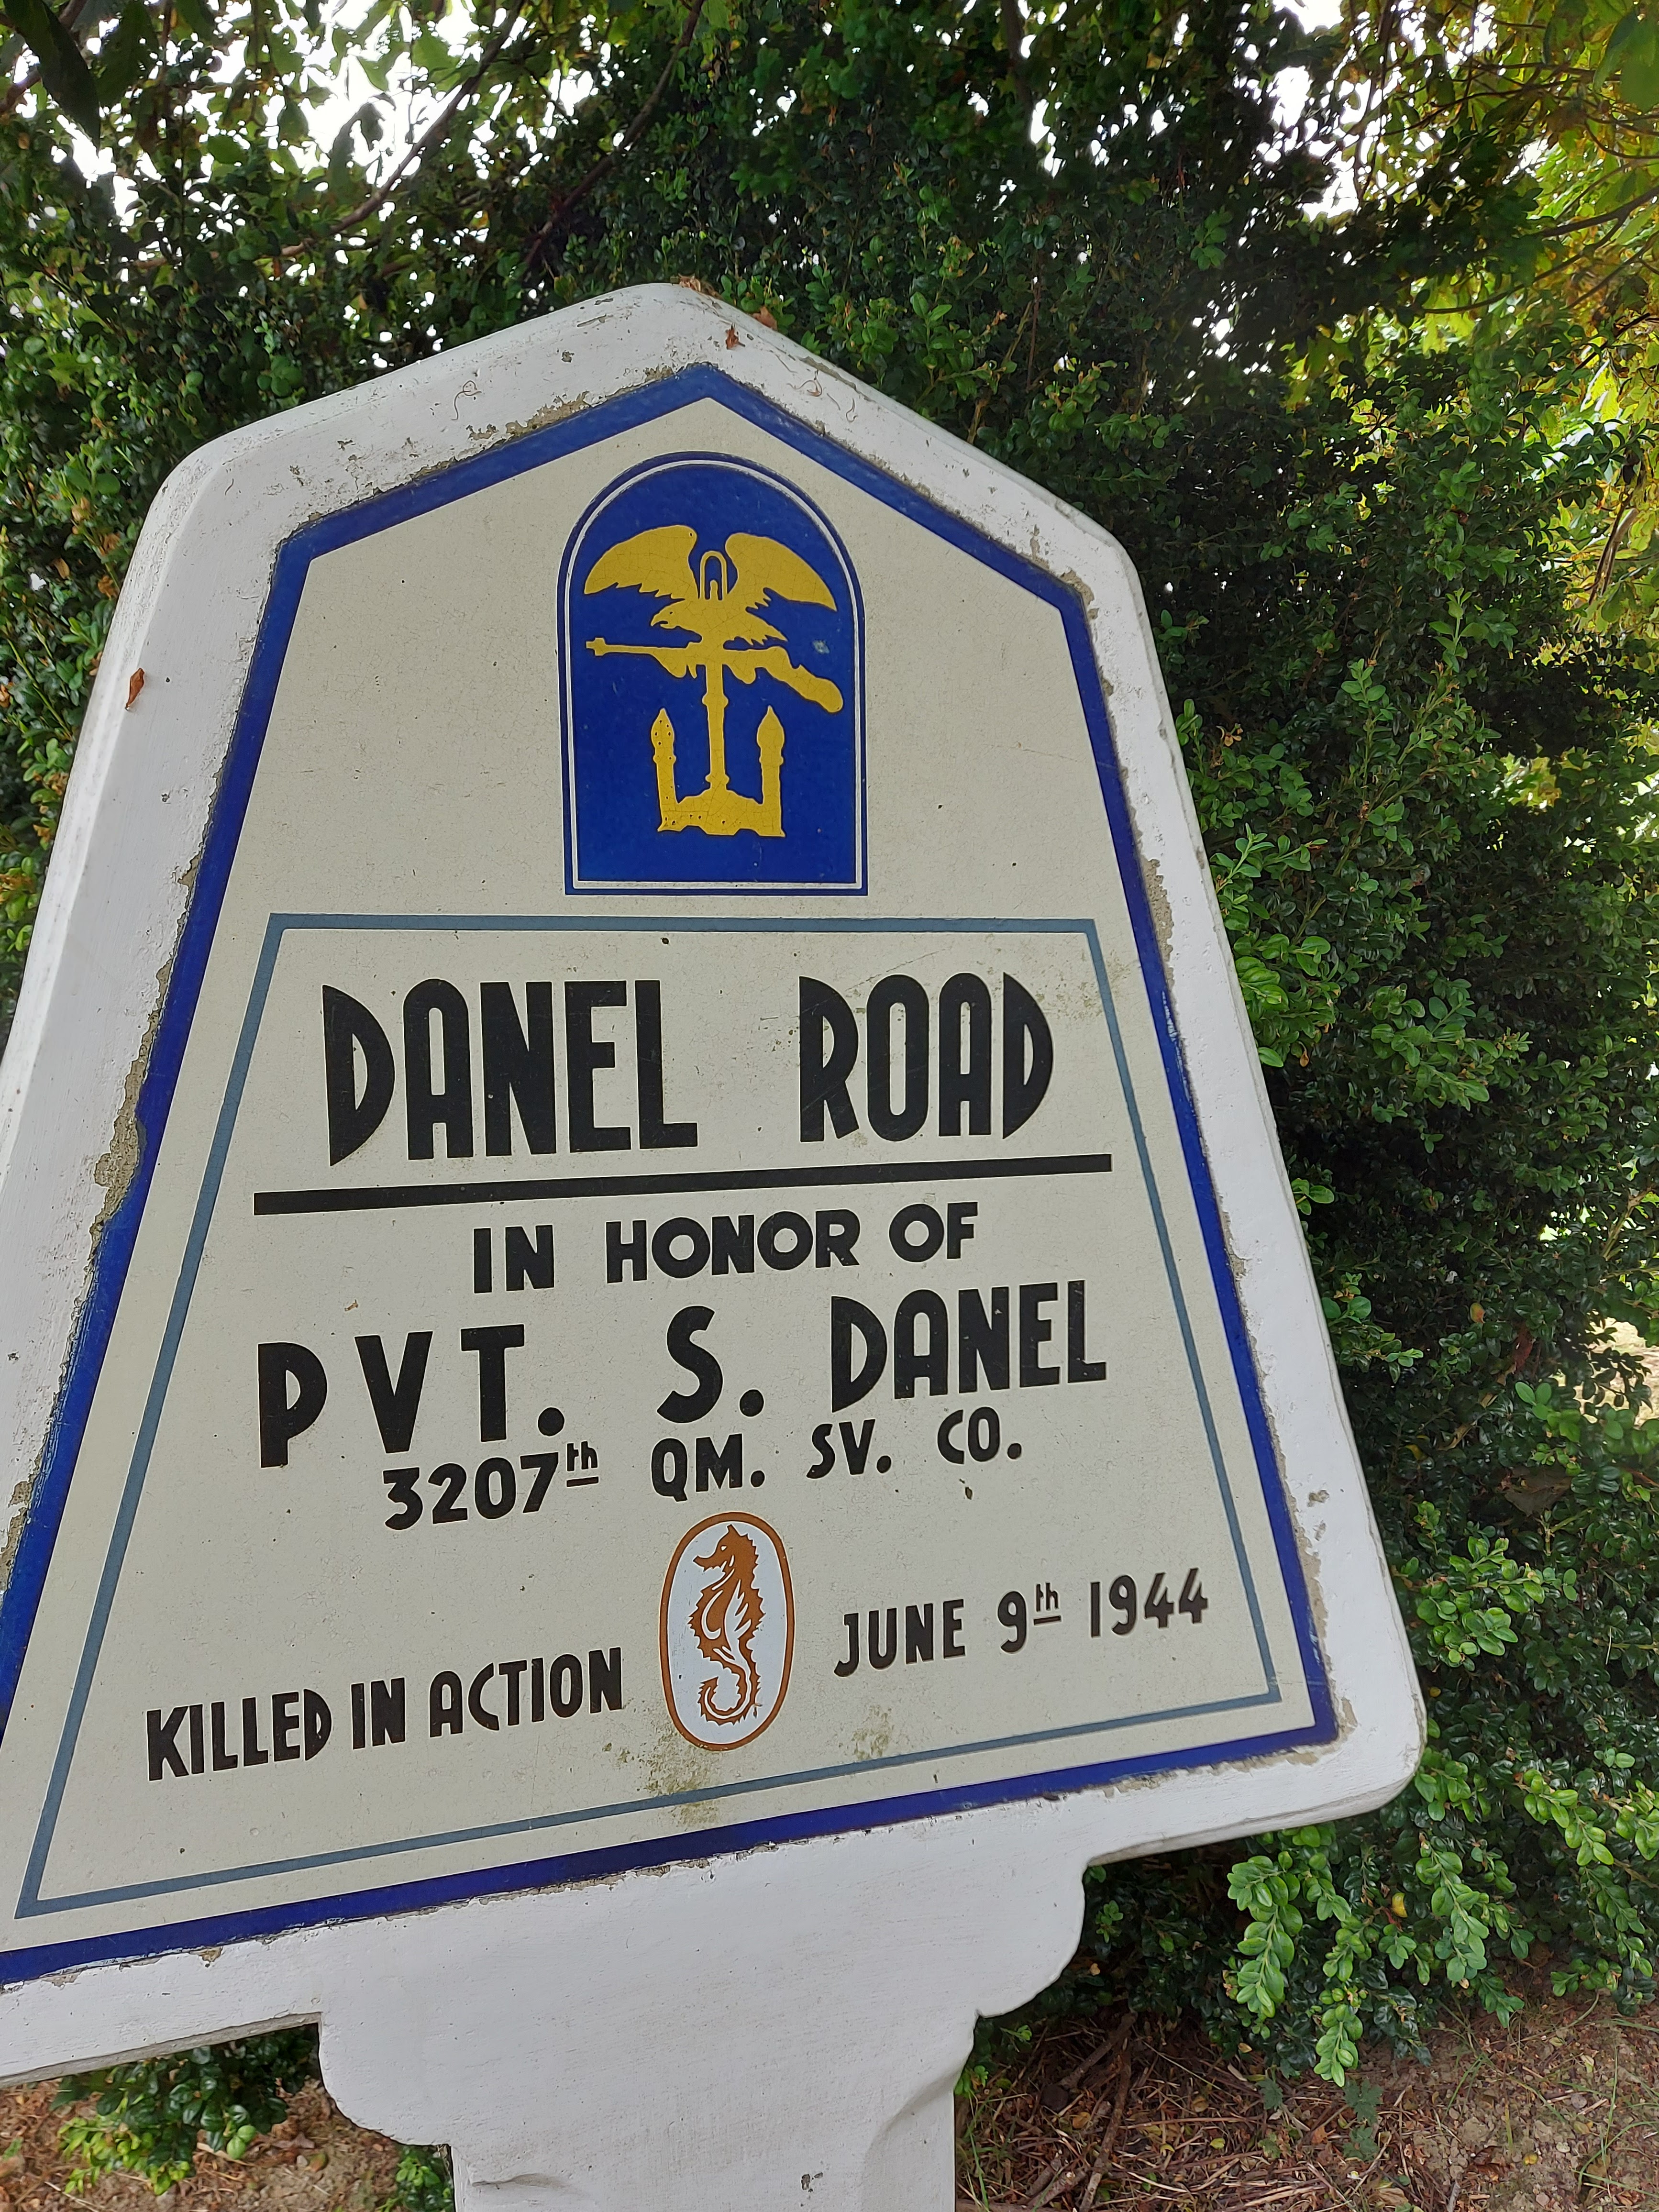 DANEL ROAD
IN HONOR OF
PVT. S. DANEL
3207th QM. SV. CO.
KILLED IN ACTION JUNE 9th 1944